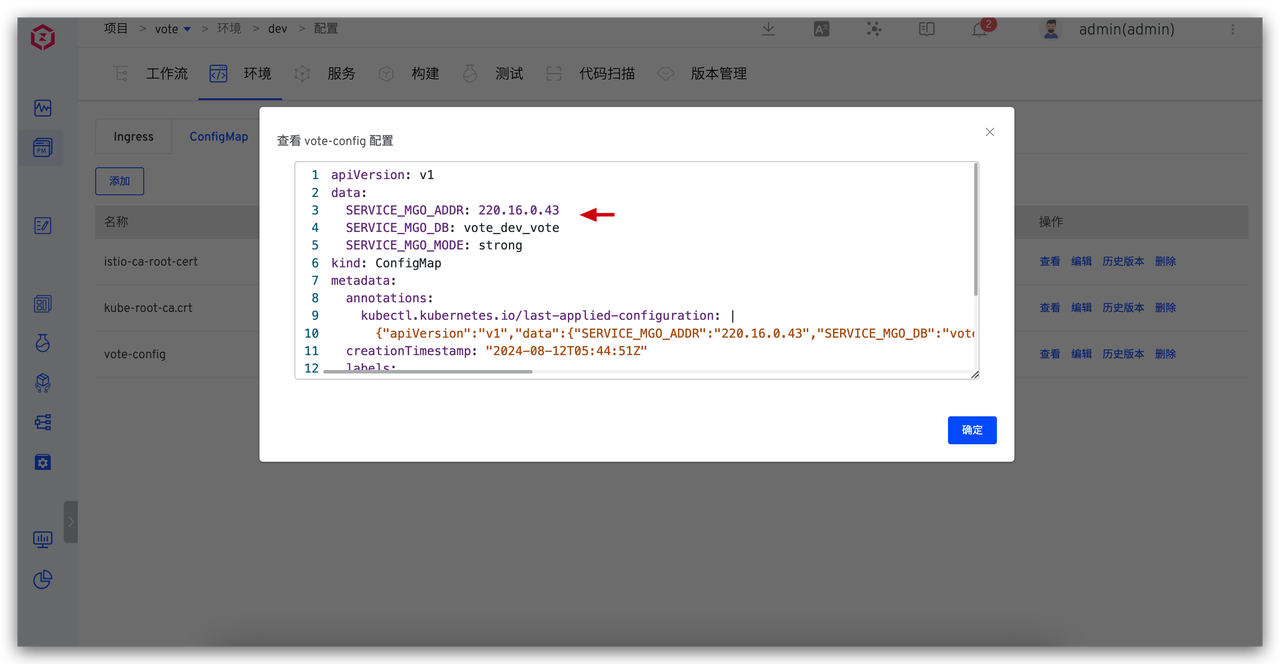 项目 > vote > 环境 > dev > 配置
2
admin(admin)
工作流 环境 服务 构建 测试 代码扫描 版本管理
PM
Ingress ConfigMap
添加
名称 操作
istio-ca-root-cert 查看 编辑 历史版本 删除
kube-root-ca.crt 查看 编辑 历史版本 删除
vote-config 查看 编辑 历史版本 删除
查看 vote-config 配置
1 apiVersion: v1
2 data:
3 SERVICE_MGO_ADDR: 220.16.0.43
4 SERVICE_MGO_DB: vote_dev_vote
5 SERVICE_MGO_MODE: strong
6 kind: ConfigMap
7 metadata:
8 annotations:
9 kubectl.kubernetes.io/last-applied-configuration: |
10 {"apiVersion":"v1","data":{"SERVICE_MGO_ADDR":"220.16.0.43","SERVICE_MGO_DB":"vote
11 creationTimestamp: "2024-08-12T05:44:51Z"
12 labels:
确定